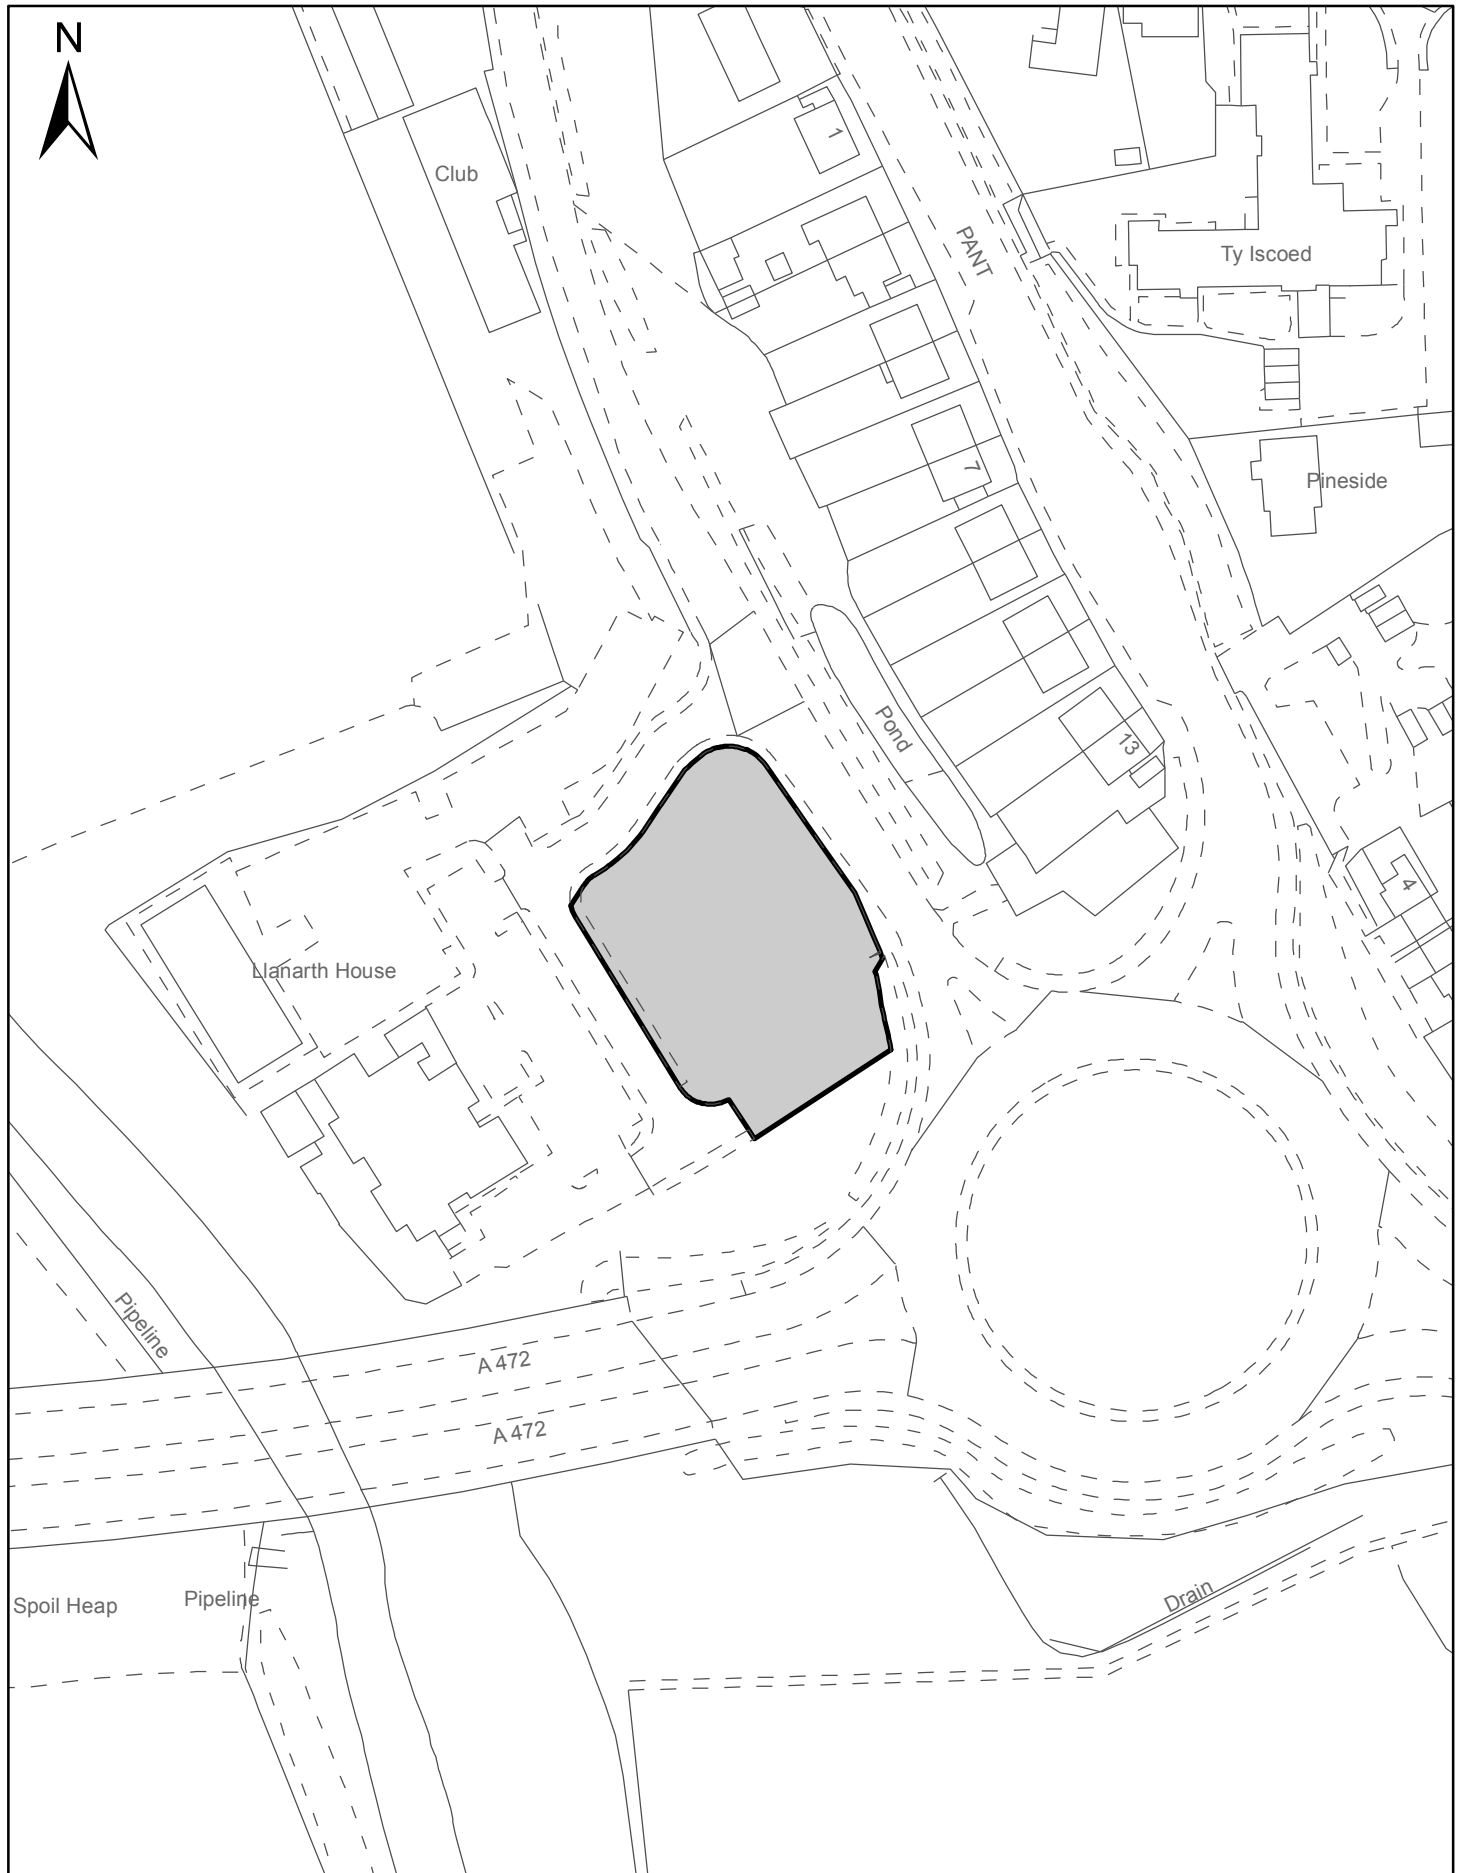 N
Club
1
PANT
Ty Iscoed
7
Pineside
Pond
13
4
Llanarth House
Pipeline
A 472
A 472
Spoil Heap
Pipeline
Drain